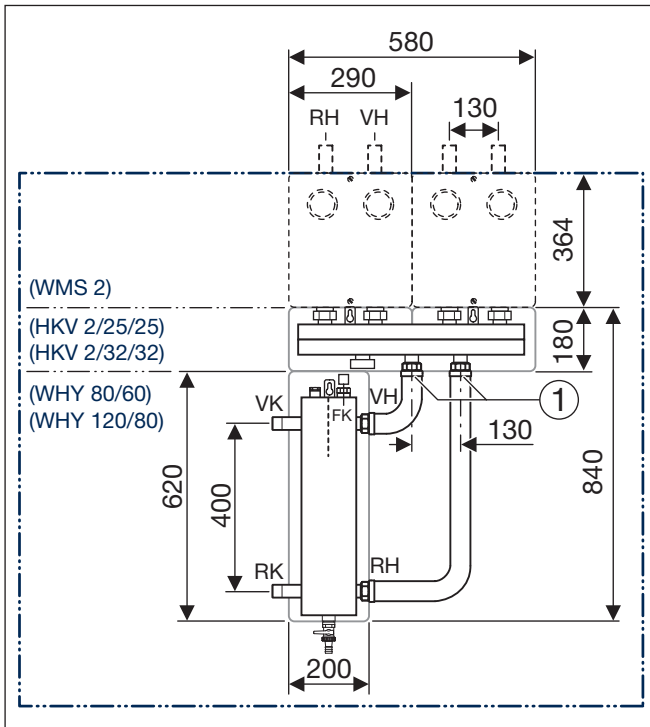 580
290
130
RH VH
364
(WMS 2)
(HKV 2/25/25)
(HKV 2/32/32)
180
(WHY 80/60)
(WHY 120/80)
VK
FK
VH
1
130
620
400
840
RK
RH
200